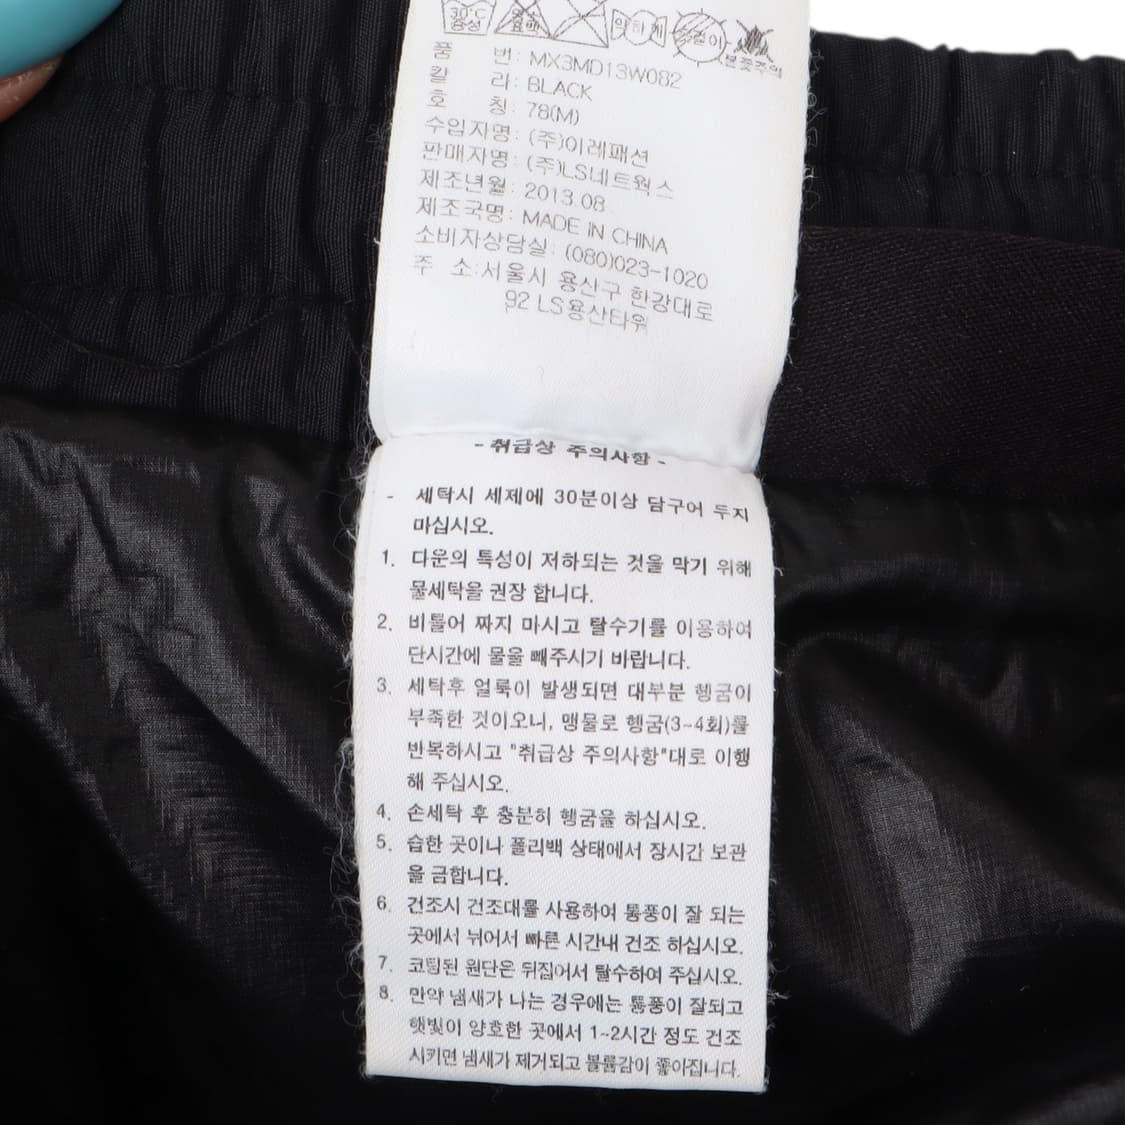 30℃ 약하게
중성 염소 표백 뉘어서 불꽃주의
품 번: MX3MD13W082
칼 라: BLACK
호 칭: 78(M)
수입자명: (주)이레패션
판매자명: (주)LS네트웍스
제조년월: 2013.08
제조국명: MADE IN CHINA
소비자상담실: (080)023-1020
주 소:서울시 용산구 한강대로
92 LS용산타워
- 취급상 주의사항 -
- 세탁시 세제에 30분이상 담구어 두지
마십시오.
1. 다운의 특성이 저하되는 것을 막기 위해
물세탁을 권장 합니다.
2. 비틀어 짜지 마시고 탈수기를 이용하여
단시간에 물을 빼주시기 바랍니다.
3. 세탁후 얼룩이 발생되면 대부분 헹굼이
부족한 것이오니, 맹물로 헹굼(3~4회)를
반복하시고 "취급상 주의사항"대로 이행
해 주십시오.
4. 손세탁 후 충분히 헹굼을 하십시오.
5. 습한 곳이나 폴리백 상태에서 장시간 보관
을 금합니다.
6. 건조시 건조대를 사용하여 통풍이 잘 되는
곳에서 뉘어서 빠른 시간내 건조 하십시오.
7. 코팅된 원단은 뒤집어서 탈수하여 주십시오.
8. 만약 냄새가 나는 경우에는 통풍이 잘되고
햇빛이 양호한 곳에서 1~2시간 정도 건조
시키면 냄새가 제거되고 볼륨감이 좋아집니다.